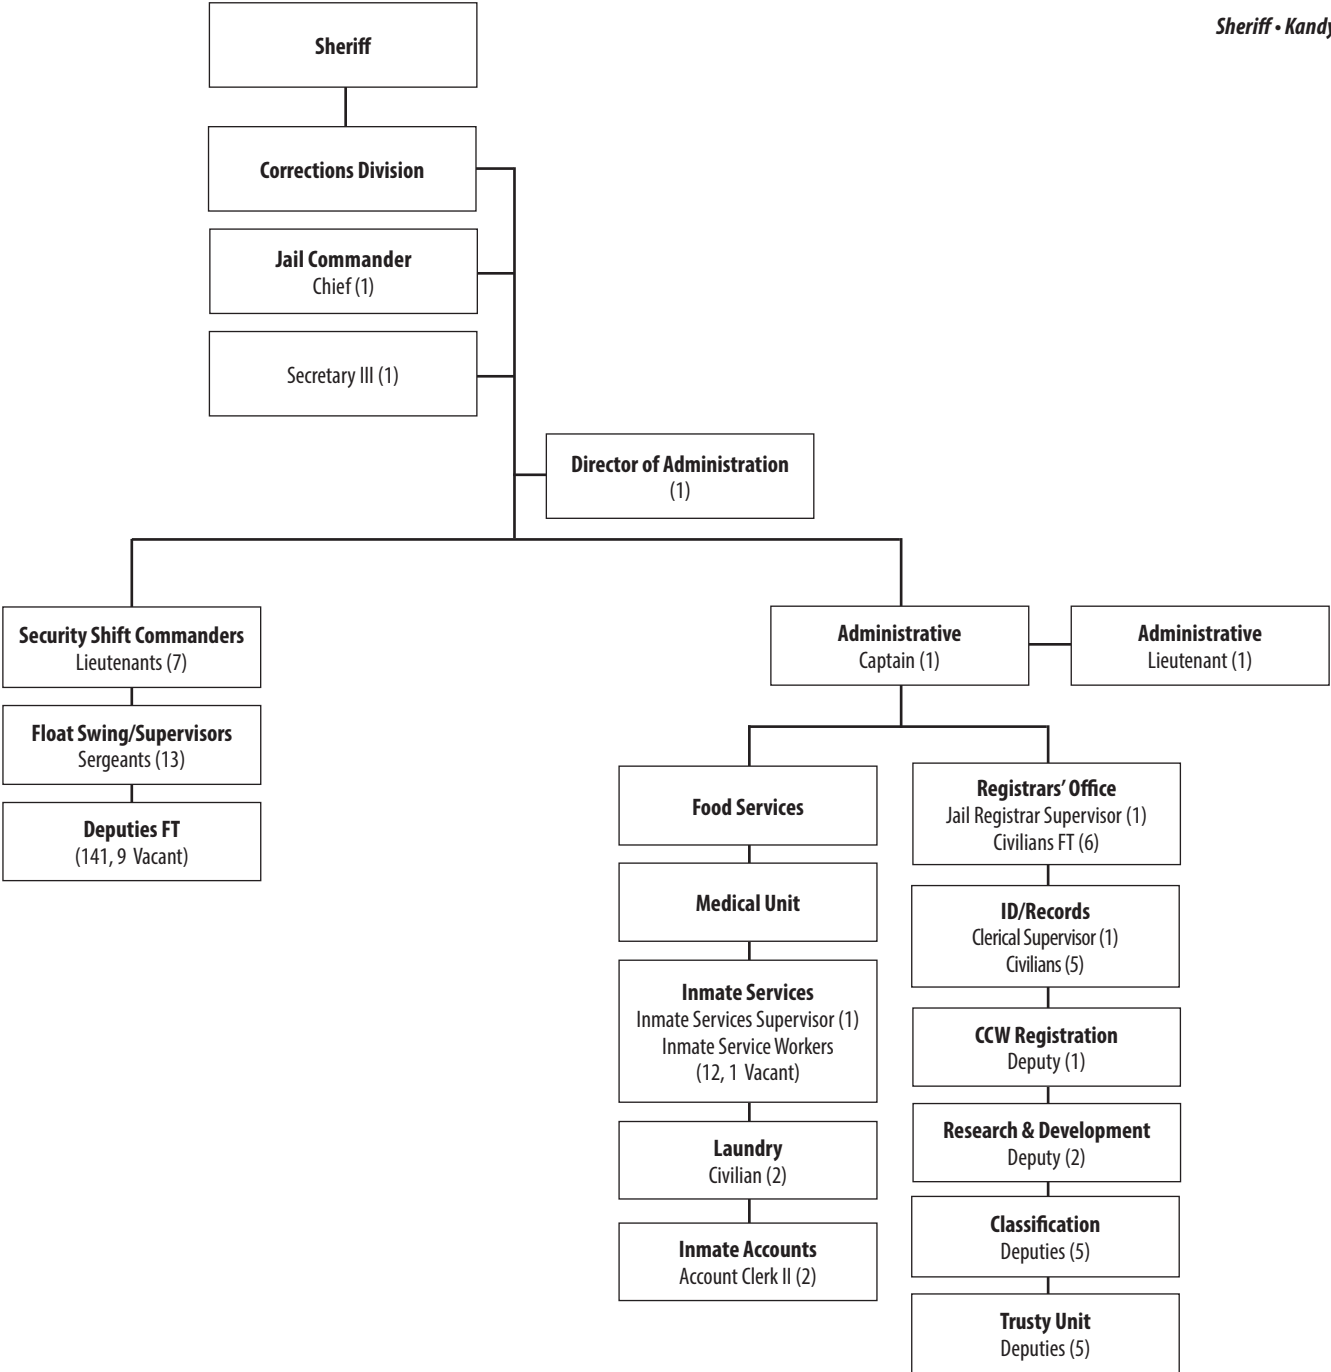 Sheriff • Kandy
Sheriff
Corrections Division
Jail Commander
Chief (1)
Secretary III (1)
Director of Administration
(1)
Security Shift Commanders
Lieutenants (7)
Float Swing/Supervisors
Sergeants (13)
Deputies FT
(141, 9 Vacant)
Administrative
Captain (1)
Administrative
Lieutenant (1)
Food Services
Medical Unit
Inmate Services
Inmate Services Supervisor (1)
Inmate Service Workers
(12, 1 Vacant)
Laundry
Civilian (2)
Inmate Accounts
Account Clerk II (2)
Registrars’ Office
Jail Registrar Supervisor (1)
Civilians FT (6)
ID/Records
Clerical Supervisor (1)
Civilians (5)
CCW Registration
Deputy (1)
Research & Development
Deputy (2)
Classification
Deputies (5)
Trusty Unit
Deputies (5)